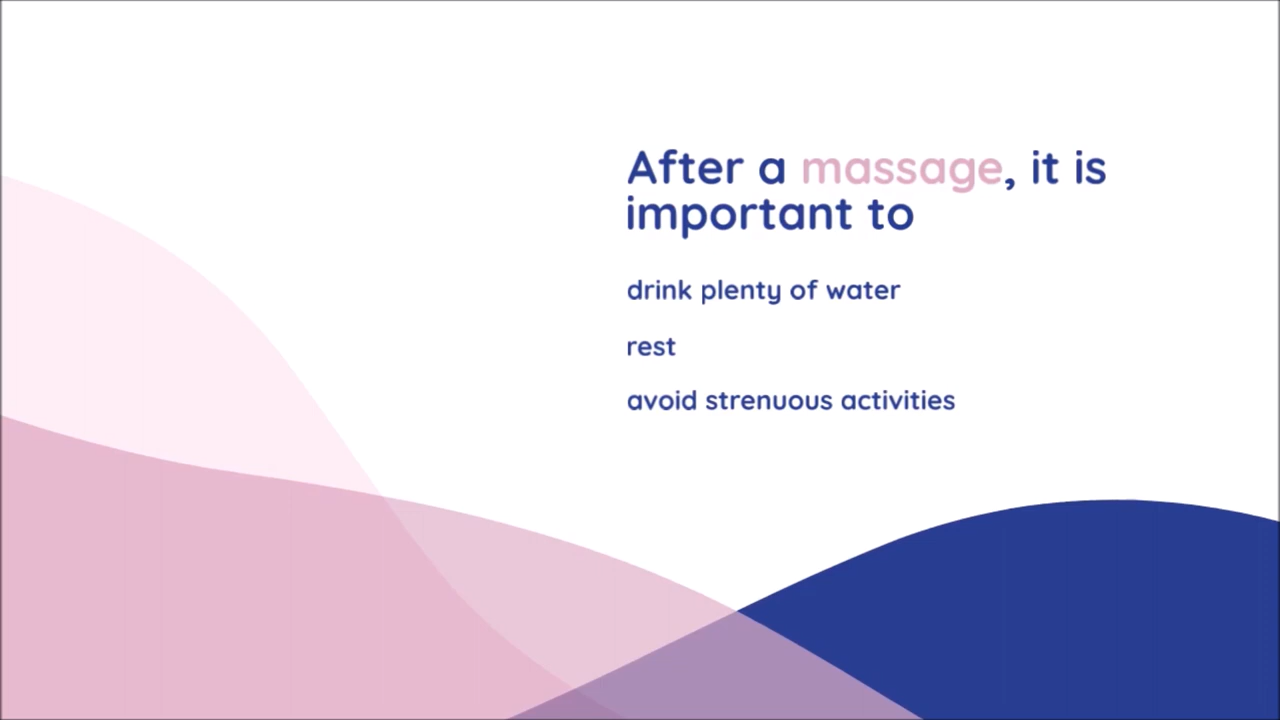 After a massage, it is
important to
drink plenty of water
rest
avoid strenuous activities